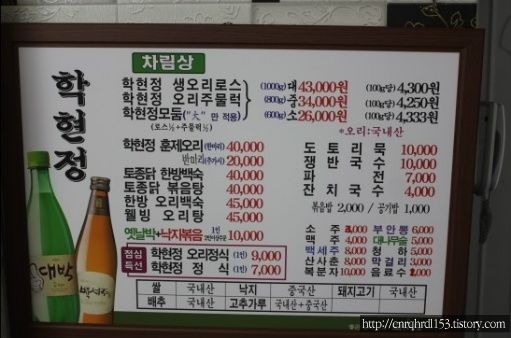 학현정
차림상
학현정 생오리로스 (1000g)대 43,000원 (100g당) 4,300원
학현정 오리주물럭 (800g)중 34,000원 (100g당) 4,250원
학현정모둠("大" 만 적용) (600g)소 26,000원 (100g당) 4,333원
(로스½+주물럭½)
*오리:국내산
학현정 훈제오리(한마리) 40,000
반마리(추가시) 20,000
토종닭 한방백숙 40,000
토종닭 볶음탕 40,000
한방 오리백숙 45,000
웰빙 오리탕 45,000
옛날박+낙지볶음 1인 10,000
도토리묵 10,000
쟁반국수 10,000
파전 7,000
잔치국수 4,000
볶음밥 2,000 / 공기밥 1,000
소주 3,000 부안뽕 6,000
맥주 4,000 대나무술 5,000
백세주 8,000 청하 5,000
산사춘 8,000 막걸리 3,000
복분자 10,000 음료수 2,000
점심특선
학현정 오리정식 (1인) 9,000
학현정 정식 (1인) 7,000
쌀 국내산 낙지 중국산 돼지고기 국내산
배추 국내산 고추가루 국내산+중국산
대박
백세주
http://cnrqhrdl153.tistory.com